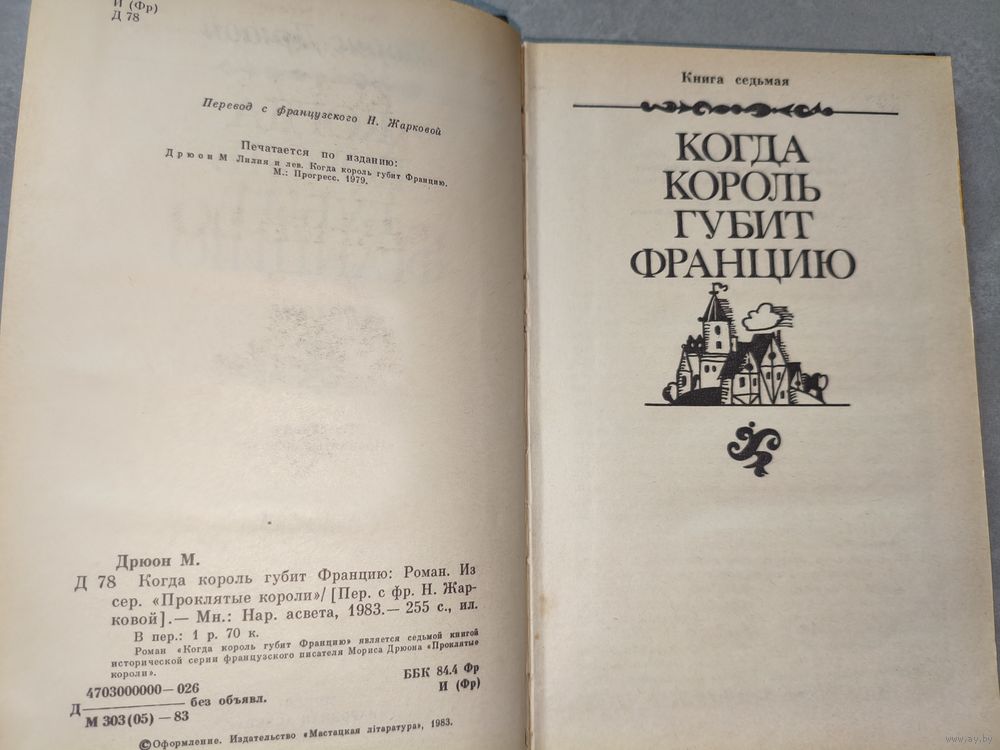 И (Фр)
Д 78
Перевод с французского Н. Жарковой
Печатается по изданию:
Дрюон М Лилия и лев. Когда король губит Францию.
М.: Прогресс. 1979.
Дрюон М.
Д 78 Когда король губит Францию: Роман. Из
сер. «Проклятые короли»/ [Пер. с фр. Н. Жар-
ковой].— Мн.: Нар. асвета, 1983.— 255 с., ил.
В пер.: 1 р. 70 к.
Роман «Когда король губит Францию» является седьмой книгой
исторической серии французского писателя Мориса Дрюона «Проклятые
короли».
4703000000—026
Д без объявл.
М 303(05)—83
ББК 84.4 Фр
И (Фр)
©Оформление. Издательство «Мастацкая літаратура», 1983.
Книга седьмая
КОГДА
КОРОЛЬ
ГУБИТ
ФРАНЦИЮ
www.ay.by